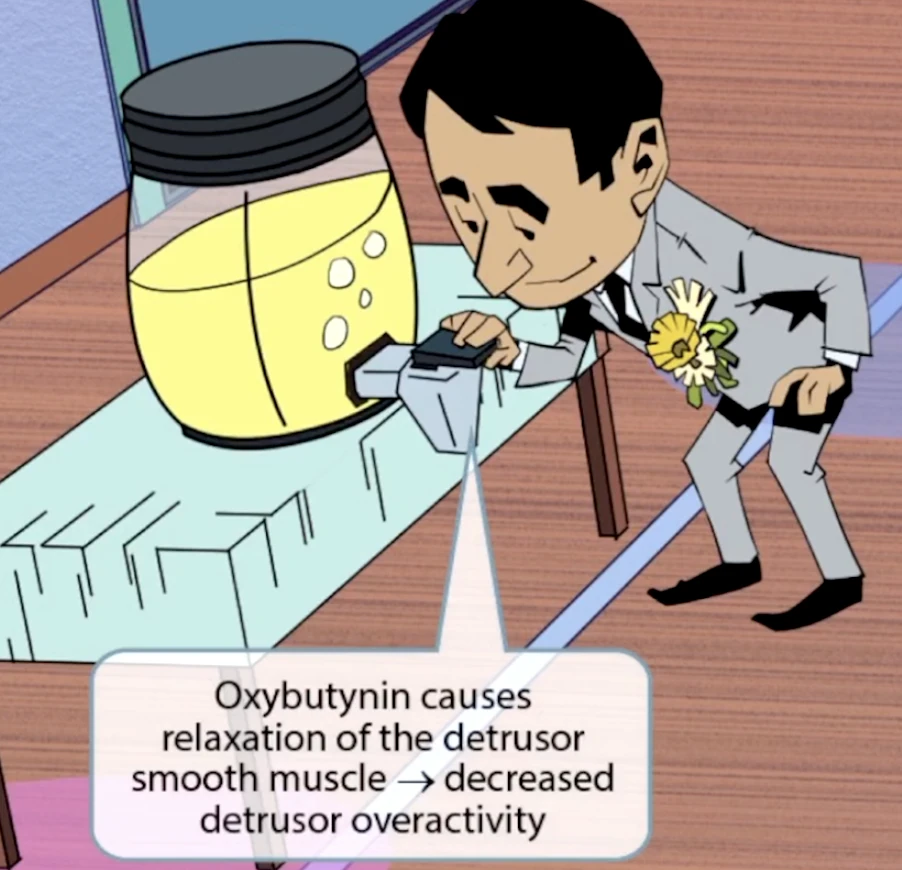 Oxybutynin causes
relaxation of the detrusor
smooth muscle → decreased
detrusor overactivity